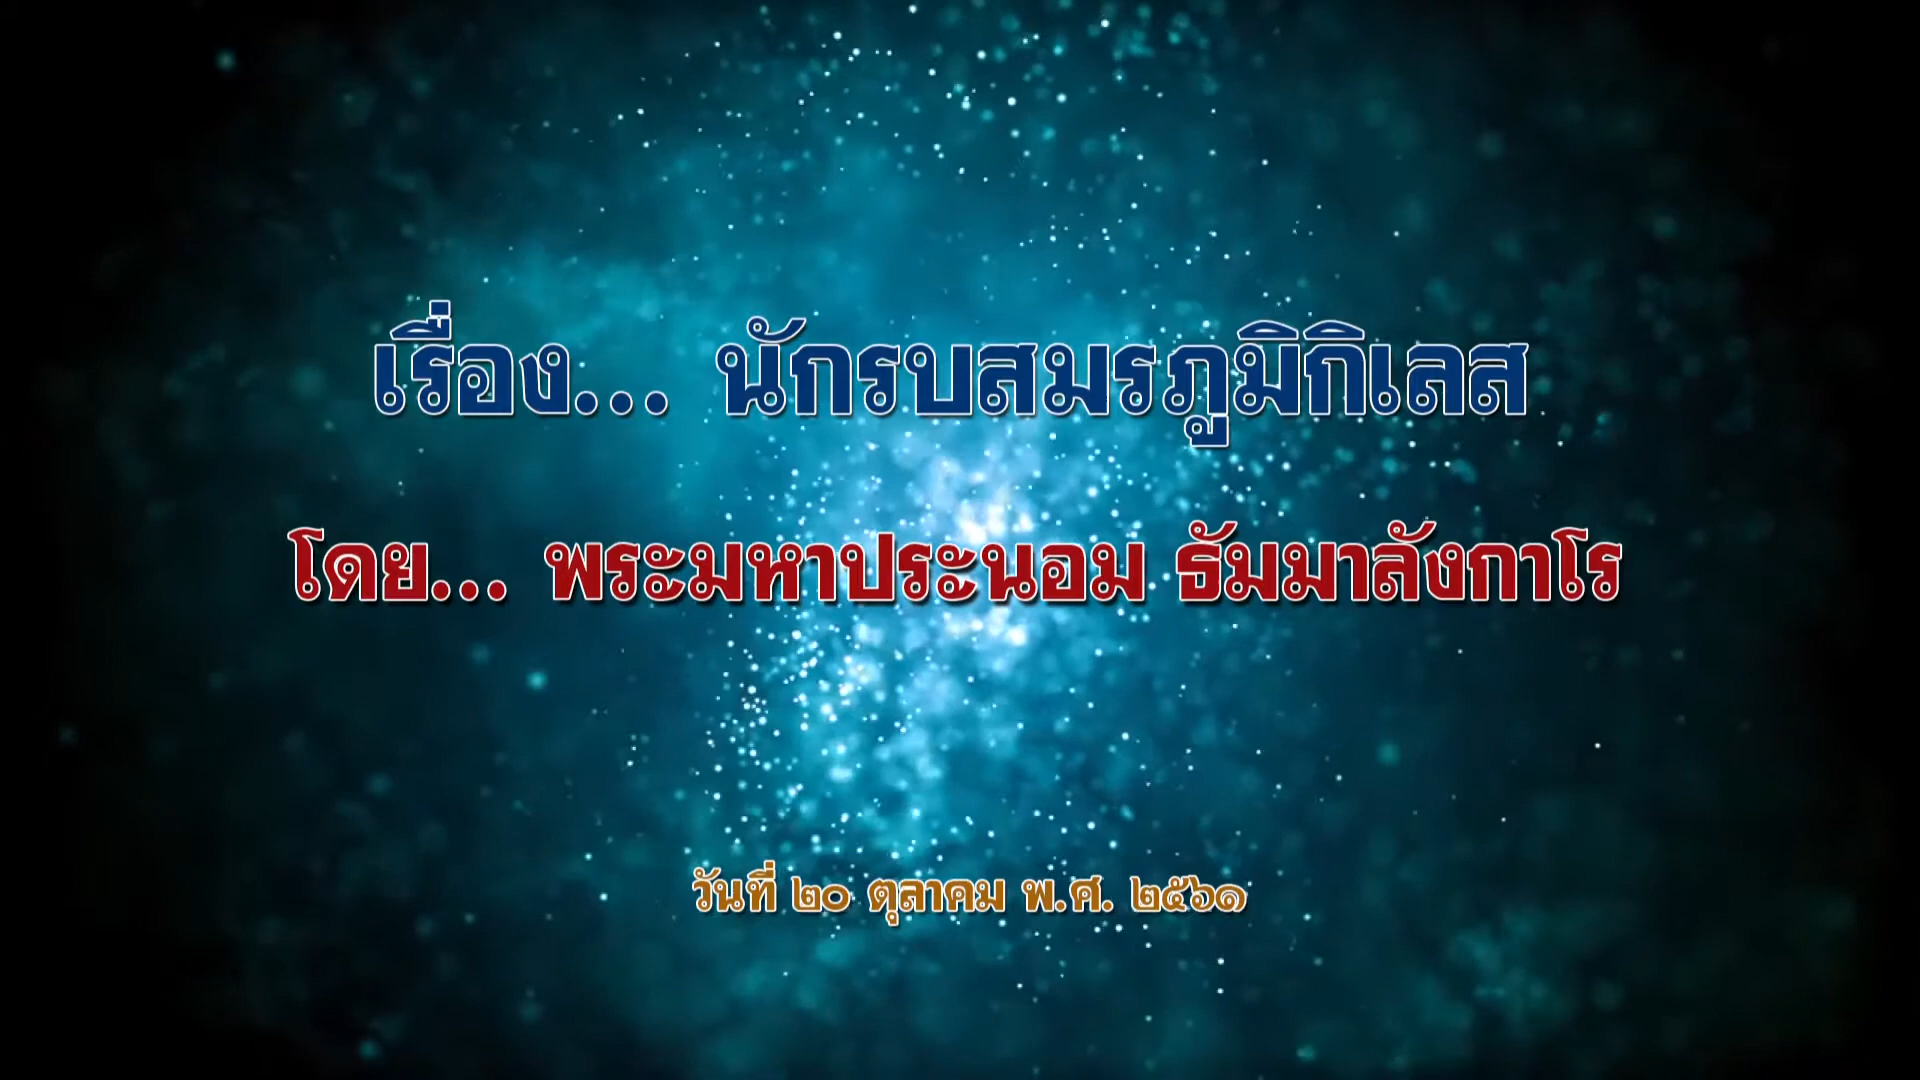 เรื่อง... นักรบสมรภูมิกิเลส
โดย... พระมหาประนอม ธัมมาลังกาโร
วันที่ ๒๐ ตุลาคม พ.ศ. ๒๕๖๑